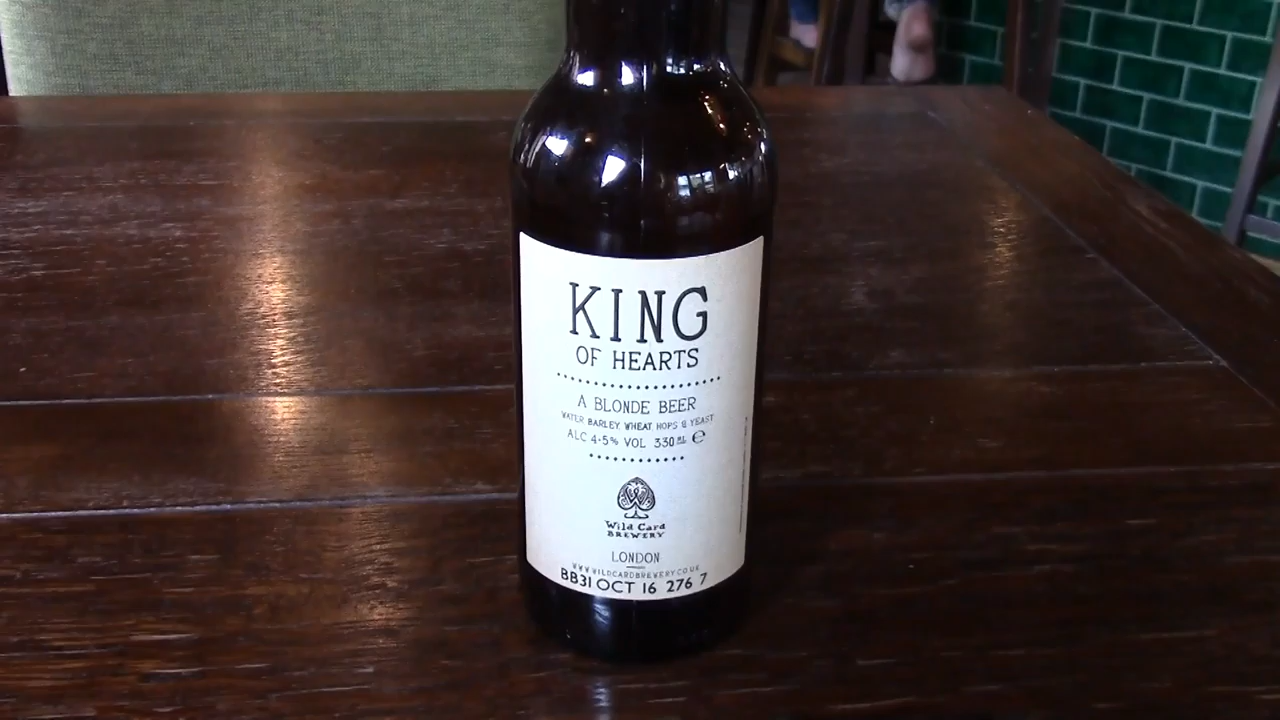 KING
OF HEARTS
A BLONDE BEER
WATER BARLEY WHEAT HOPS & YEAST
ALC 4.5% VOL 330ML e
Wild Card
BREWERY
LONDON
WWW.WILDCARDBREWERY.CO.UK
BB31 OCT 16 276 7